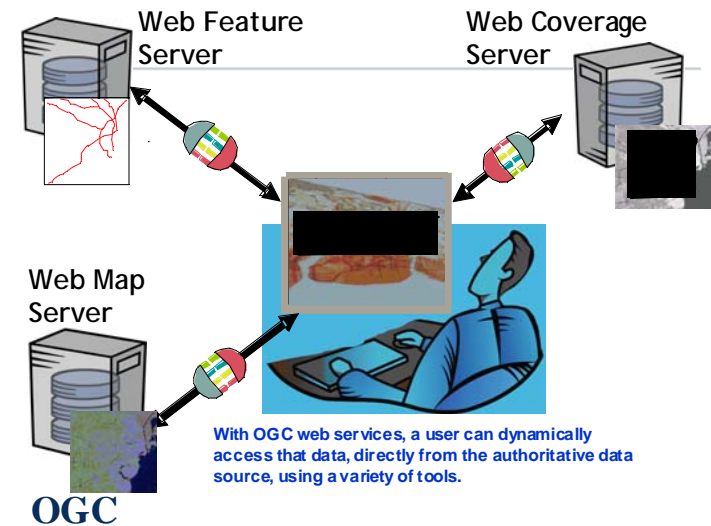 Web Feature
Server
Web Coverage
Server
Web Map
Server
With OGC web services, a user can dynamically
access that data, directly from the authoritative data
source, using a variety of tools.
OGC